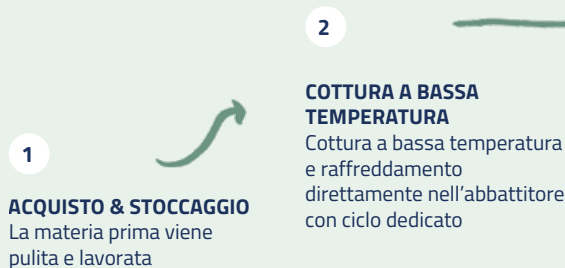 1
ACQUISTO & STOCCAGGIO
La materia prima viene
pulita e lavorata
2
COTTURA A BASSA
TEMPERATURA
Cottura a bassa temperatura
e raffreddamento
direttamente nell’abbattitore
con ciclo dedicato